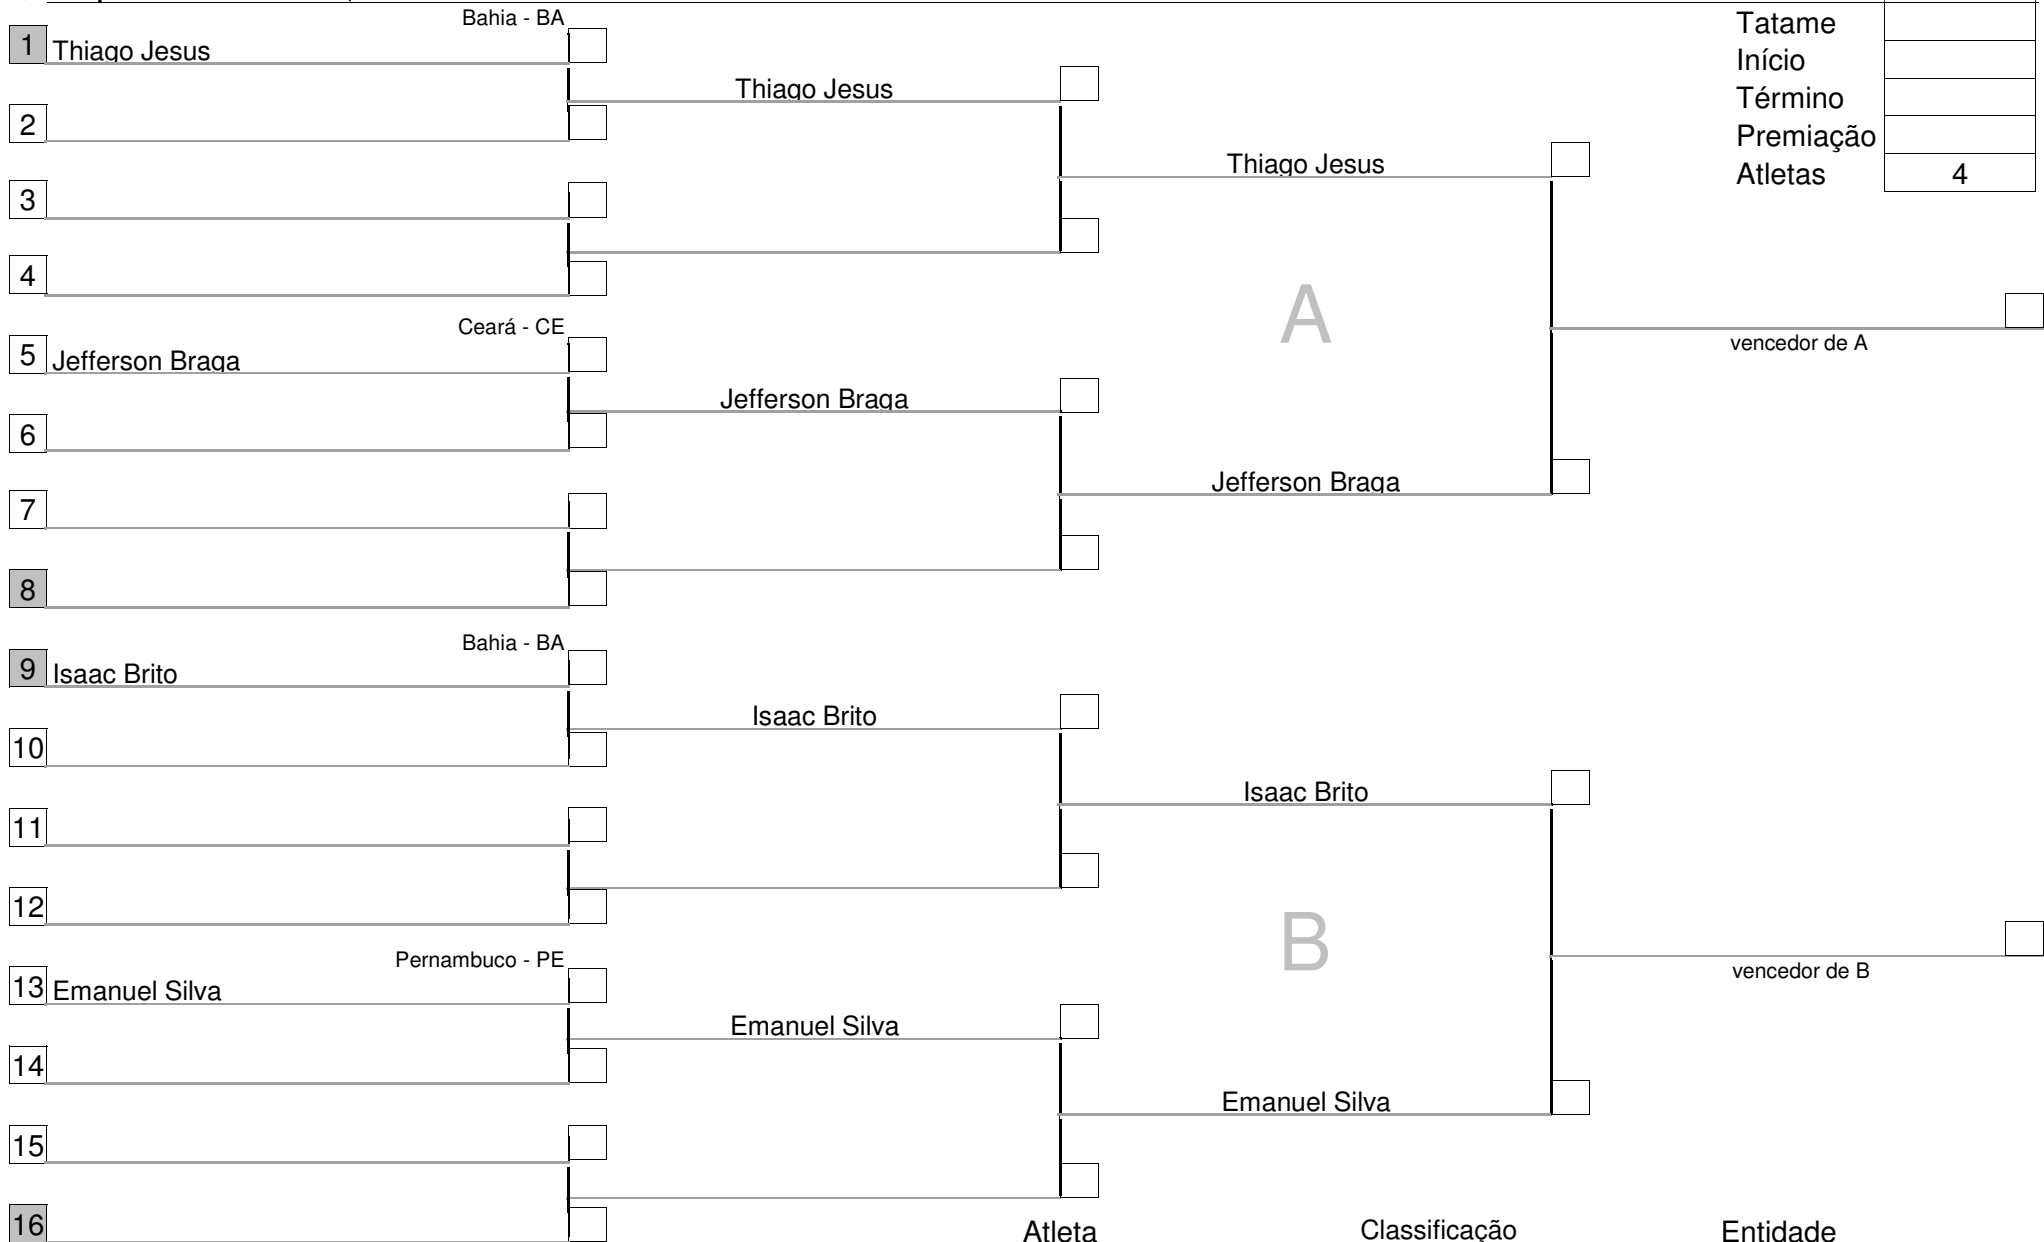 Bahia - BA
1 Thiago Jesus
2
3
4
Ceará - CE
5 Jefferson Braga
6
7
8
Bahia - BA
9 Isaac Brito
10
11
12
Pernambuco - PE
13 Emanuel Silva
14
15
16
Thiago Jesus
Jefferson Braga
Isaac Brito
Emanuel Silva
Thiago Jesus
A
Jefferson Braga
Isaac Brito
B
Emanuel Silva
vencedor de A
vencedor de B
Tatame
Início
Término
Premiação
Atletas 4
Atleta Classificação Entidade